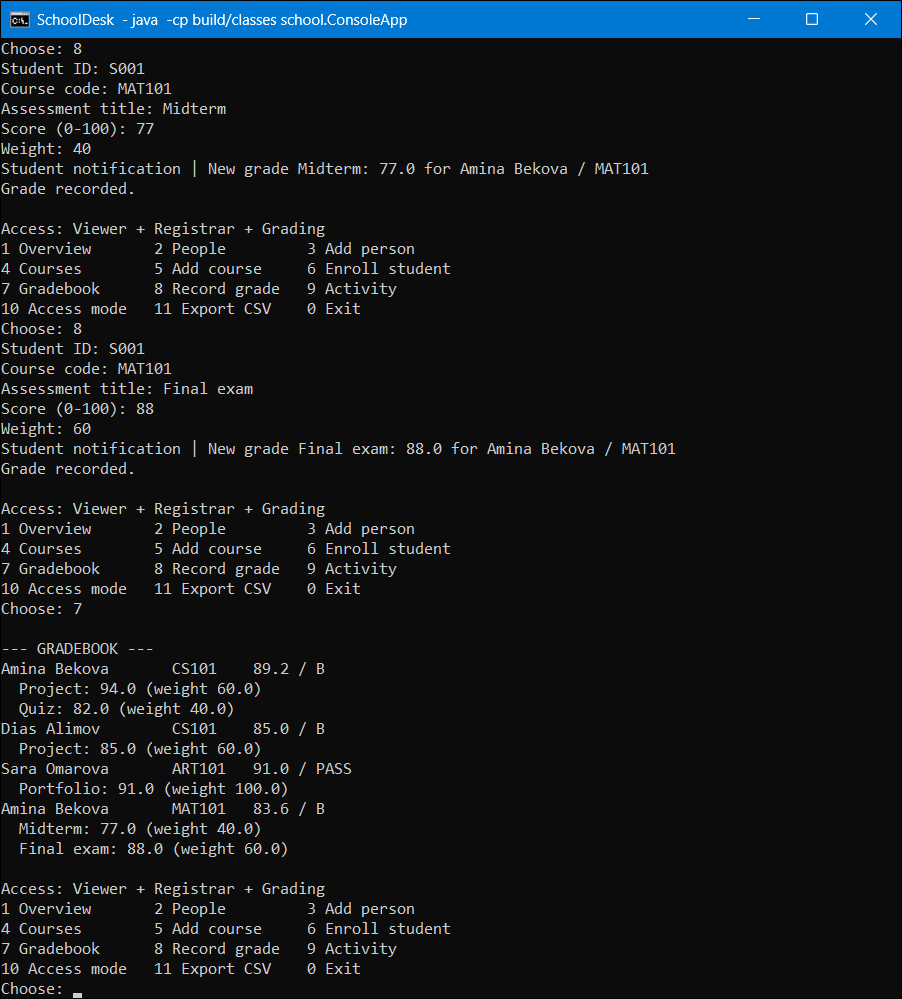 SchoolDesk - java -cp build/classes school.ConsoleApp
Choose: 8
Student ID: S001
Course code: MAT101
Assessment title: Midterm
Score (0-100): 77
Weight: 40
Student notification | New grade Midterm: 77.0 for Amina Bekova / MAT101
Grade recorded.

Access: Viewer + Registrar + Grading
1 Overview       2 People         3 Add person
4 Courses        5 Add course     6 Enroll student
7 Gradebook      8 Record grade   9 Activity
10 Access mode   11 Export CSV    0 Exit
Choose: 8
Student ID: S001
Course code: MAT101
Assessment title: Final exam
Score (0-100): 88
Weight: 60
Student notification | New grade Final exam: 88.0 for Amina Bekova / MAT101
Grade recorded.

Access: Viewer + Registrar + Grading
1 Overview       2 People         3 Add person
4 Courses        5 Add course     6 Enroll student
7 Gradebook      8 Record grade   9 Activity
10 Access mode   11 Export CSV    0 Exit
Choose: 7

--- GRADEBOOK ---
Amina Bekova       CS101    89.2 / B
  Project: 94.0 (weight 60.0)
  Quiz: 82.0 (weight 40.0)
Dias Alimov        CS101    85.0 / B
  Project: 85.0 (weight 60.0)
Sara Omarova       ART101   91.0 / PASS
  Portfolio: 91.0 (weight 100.0)
Amina Bekova       MAT101   83.6 / B
  Midterm: 77.0 (weight 40.0)
  Final exam: 88.0 (weight 60.0)

Access: Viewer + Registrar + Grading
1 Overview       2 People         3 Add person
4 Courses        5 Add course     6 Enroll student
7 Gradebook      8 Record grade   9 Activity
10 Access mode   11 Export CSV    0 Exit
Choose: